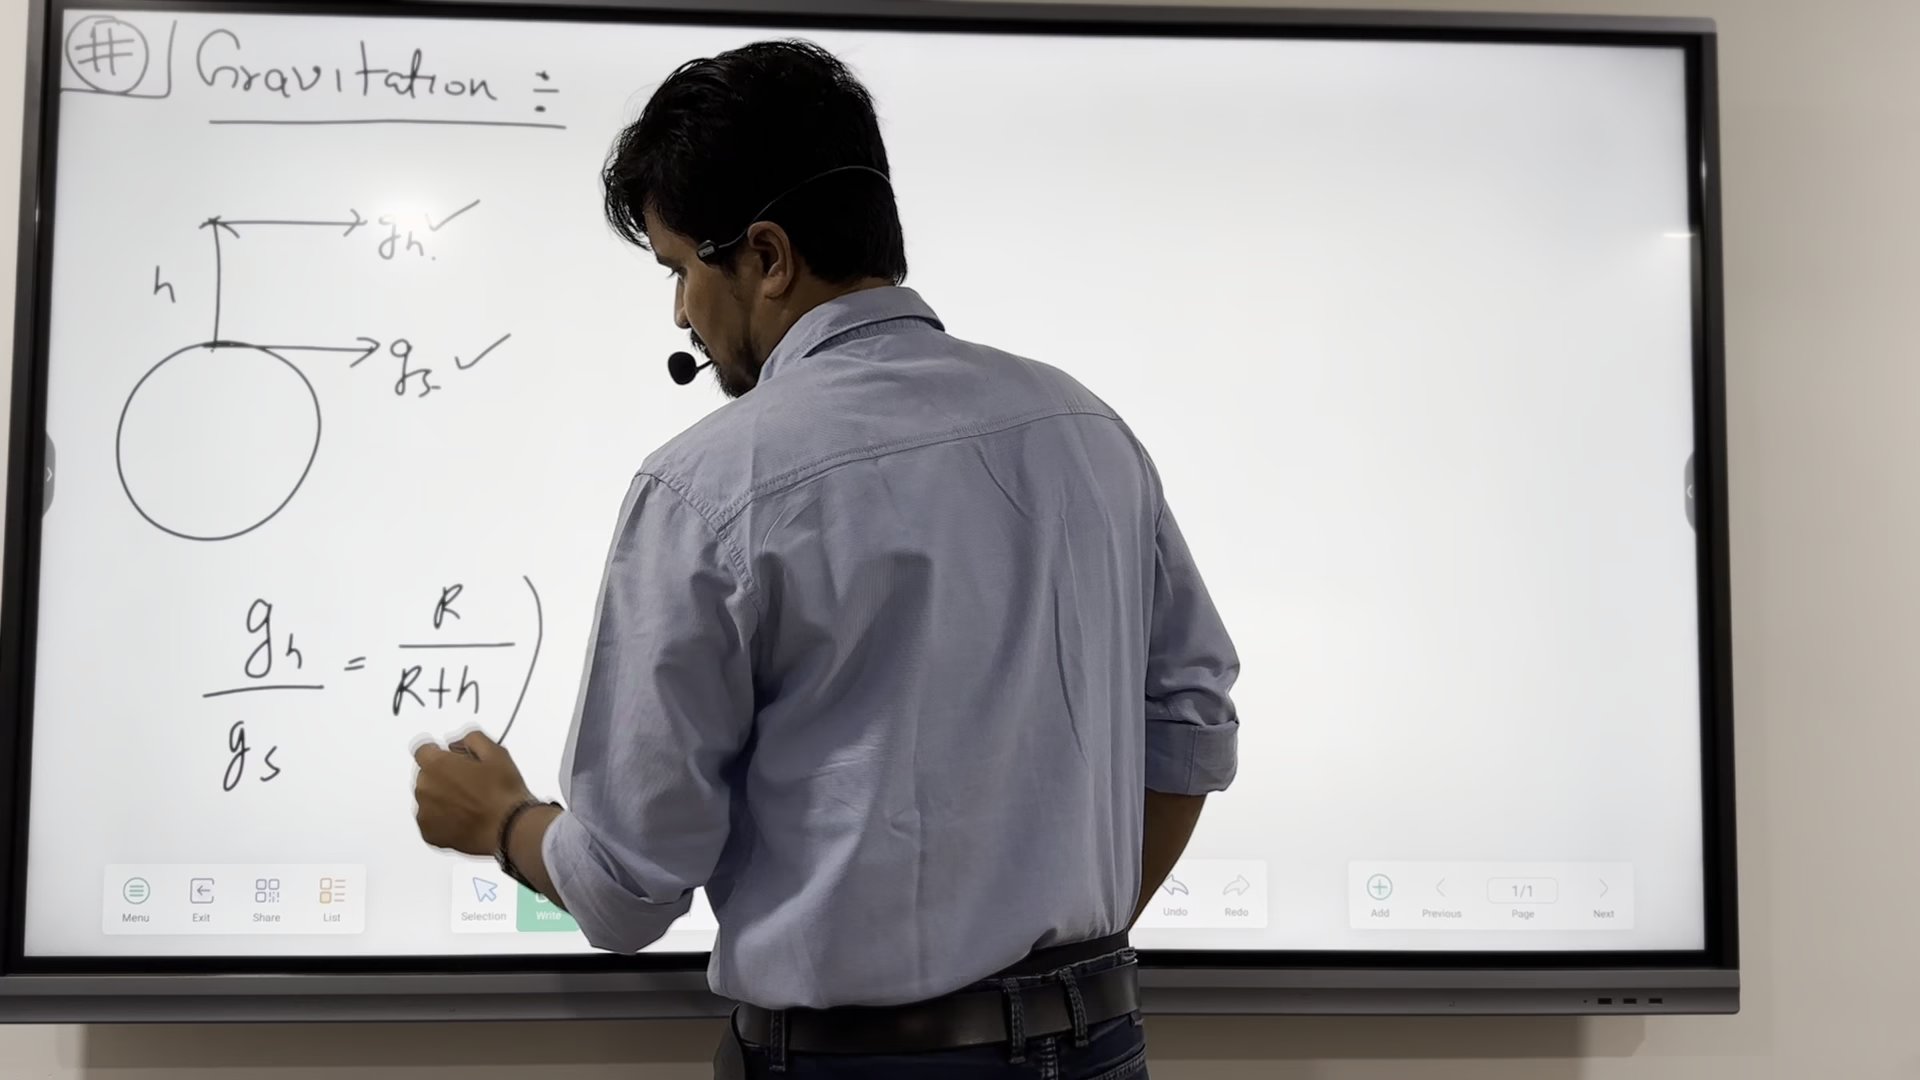 # Gravitation ÷
gh ✓
h
gs ✓
gh / gs = R / R+h )
Menu Exit Share List Selection Write Undo Redo Add Previous 1/1 Page Next